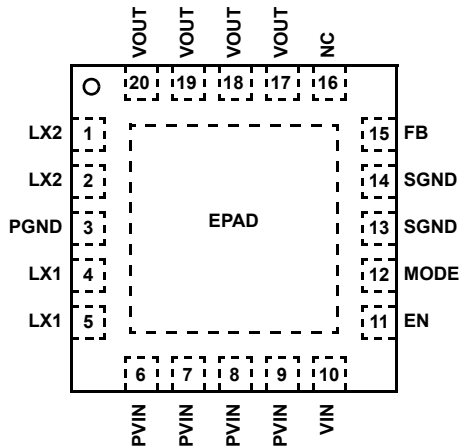 VOUT VOUT VOUT VOUT NC
20 19 18 17 16
LX2 1 15 FB
LX2 2 14 SGND
EPAD
PGND 3 13 SGND
LX1 4 12 MODE
LX1 5 11 EN
6 7 8 9 10
PVIN PVIN PVIN PVIN VIN